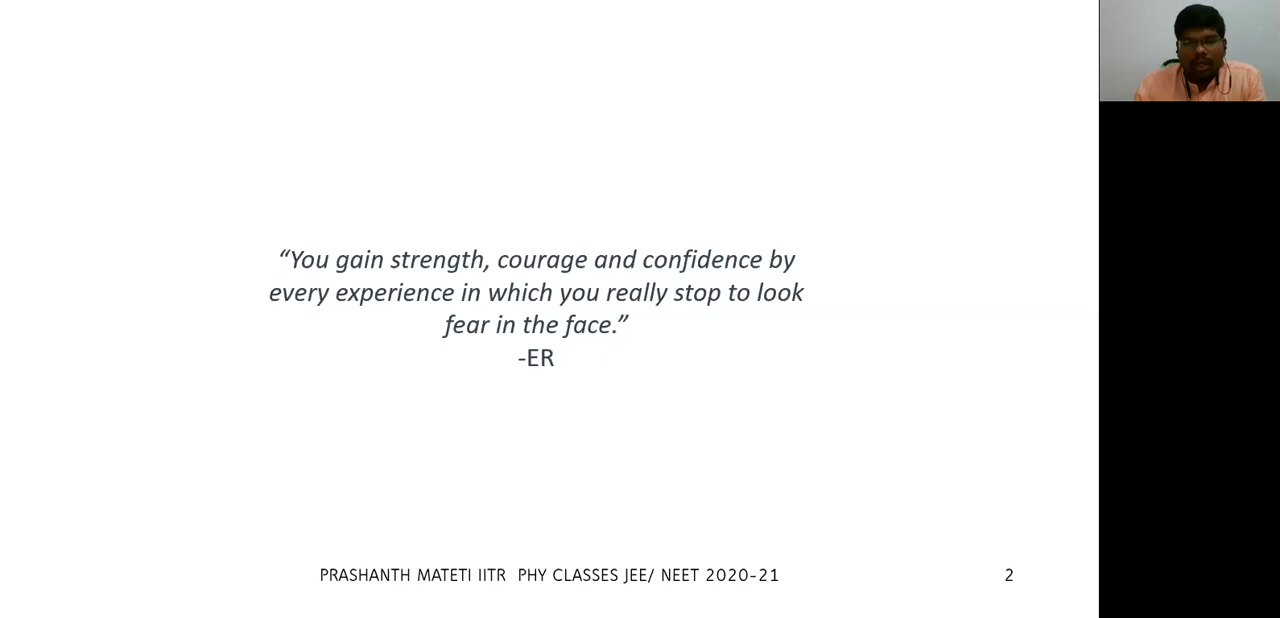 “You gain strength, courage and confidence by
every experience in which you really stop to look
fear in the face.”
-ER
PRASHANTH MATETI IITR  PHY CLASSES JEE/ NEET 2020-21
2